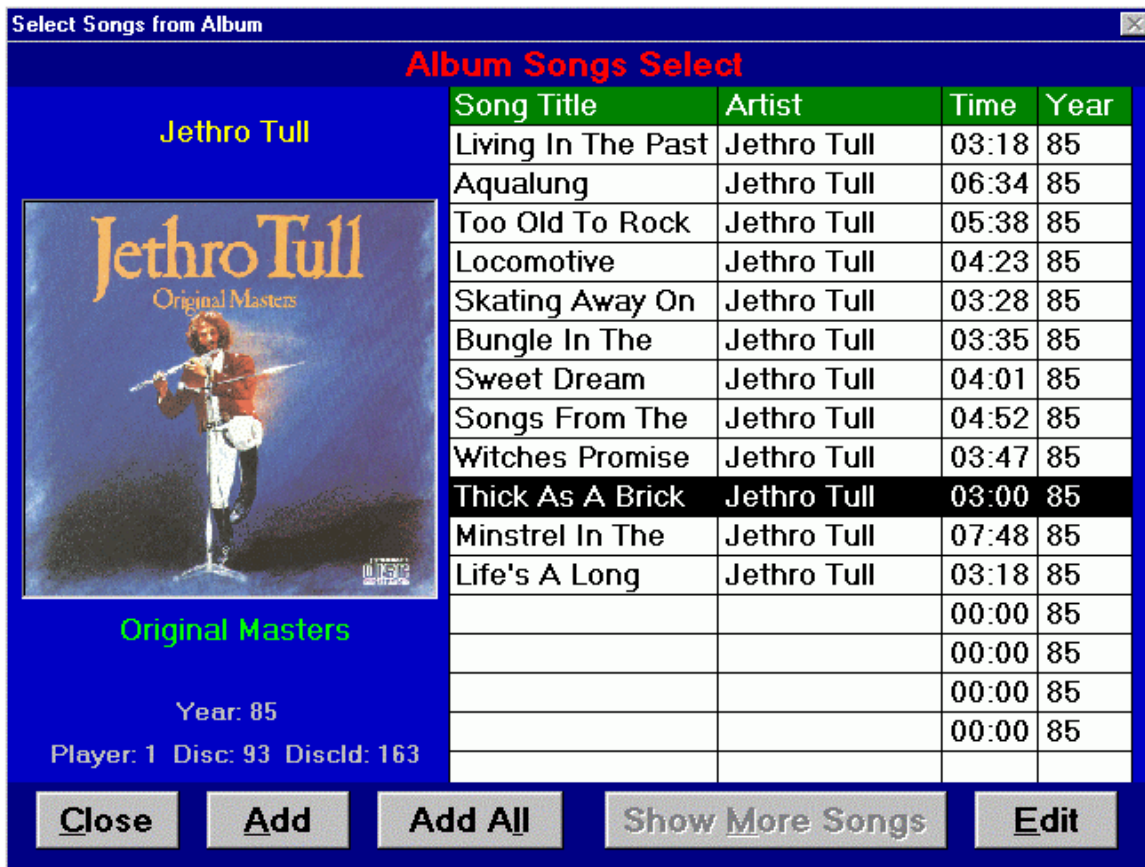 Select Songs from Album
Album Songs Select
Jethro Tull
Jethro Tull
Original Masters
disc
Original Masters
Year: 85
Player: 1 Disc: 93 DiscId: 163
Song Title Artist Time Year
Living In The Past Jethro Tull 03:18 85
Aqualung Jethro Tull 06:34 85
Too Old To Rock Jethro Tull 05:38 85
Locomotive Jethro Tull 04:23 85
Skating Away On Jethro Tull 03:28 85
Bungle In The Jethro Tull 03:35 85
Sweet Dream Jethro Tull 04:01 85
Songs From The Jethro Tull 04:52 85
Witches Promise Jethro Tull 03:47 85
Thick As A Brick Jethro Tull 03:00 85
Minstrel In The Jethro Tull 07:48 85
Life's A Long Jethro Tull 03:18 85
00:00 85
00:00 85
00:00 85
00:00 85
Close Add Add All Show More Songs Edit